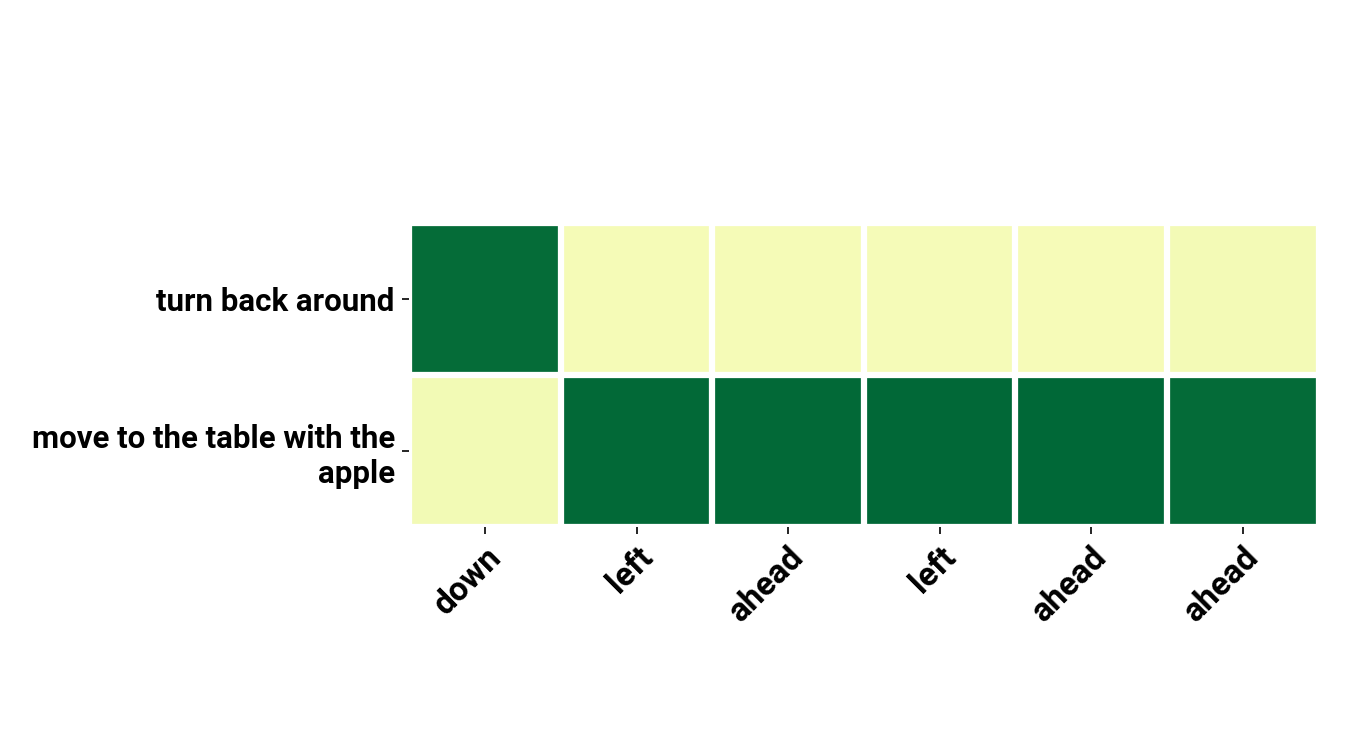 turn back around
move to the table with the
apple
down
left
ahead
left
ahead
ahead